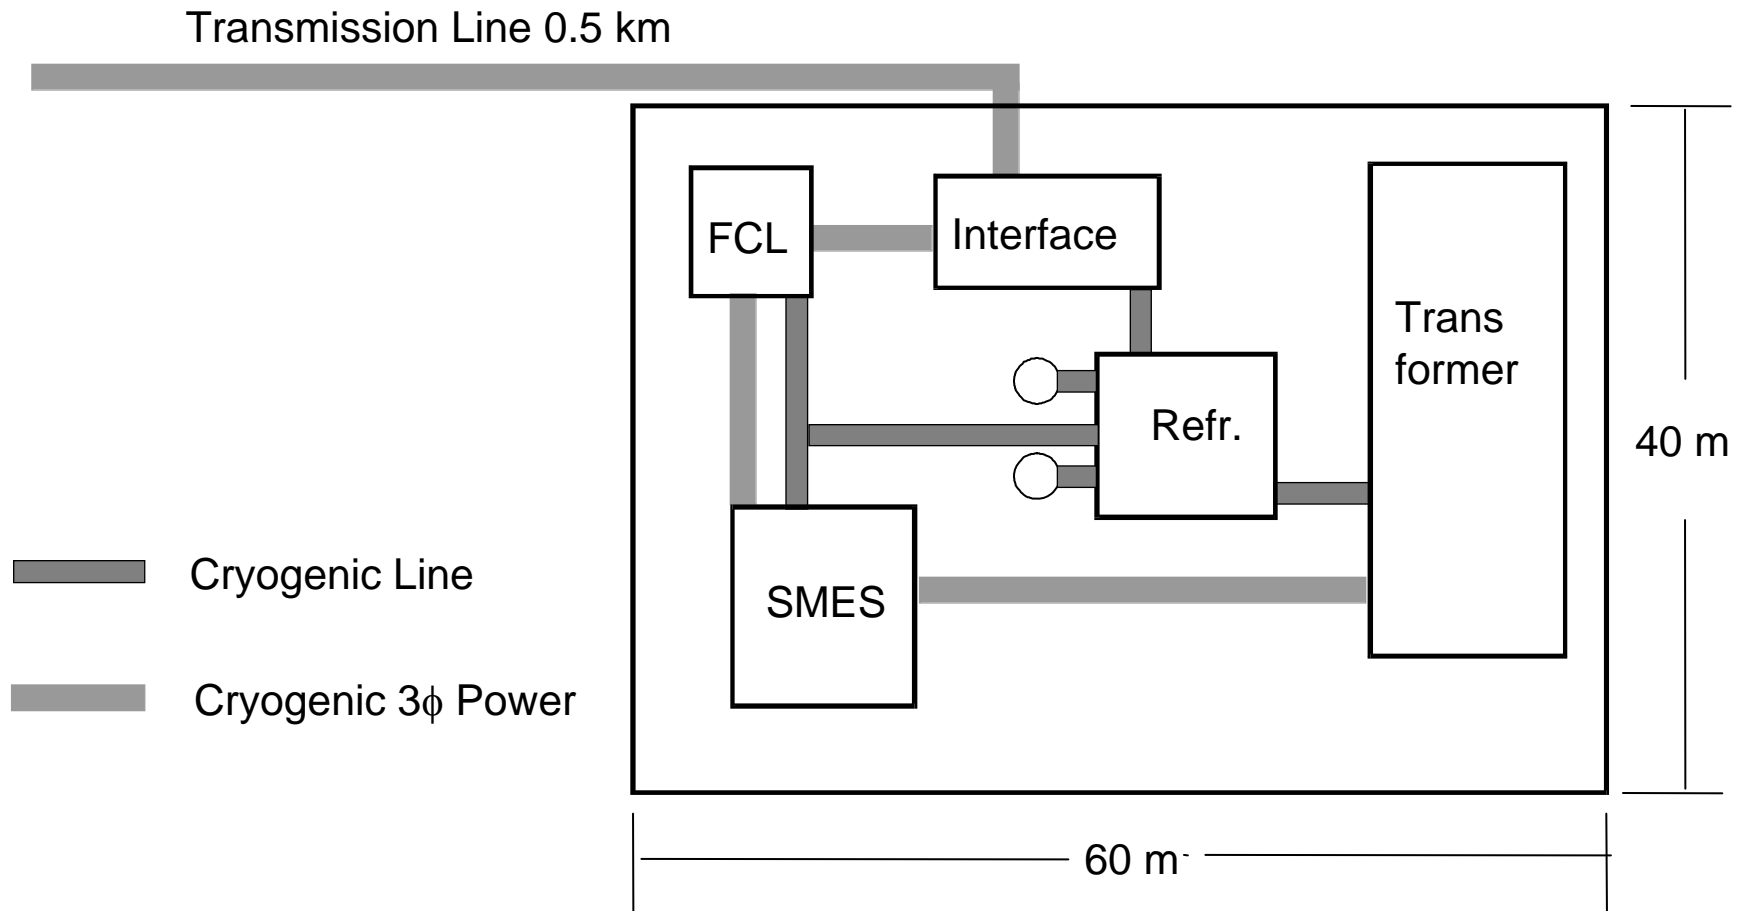 Transmission Line 0.5 km
FCL
Interface
Trans
former
Refr.
40 m
Cryogenic Line
SMES
Cryogenic 3ϕ Power
60 m